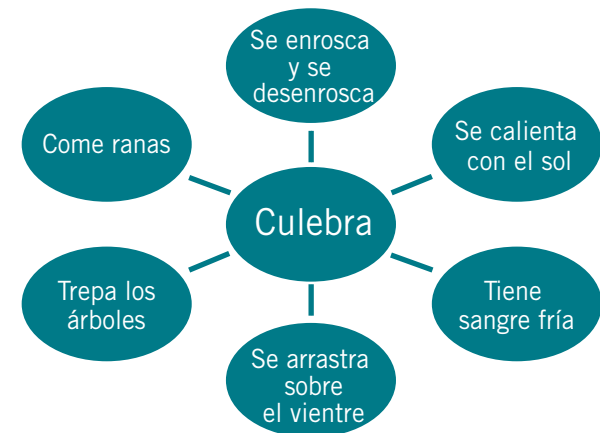 Se enrosca
y se
desenrosca
Come ranas
Se calienta
con el sol
Culebra
Trepa los
árboles
Tiene
sangre fría
Se arrastra
sobre
el vientre